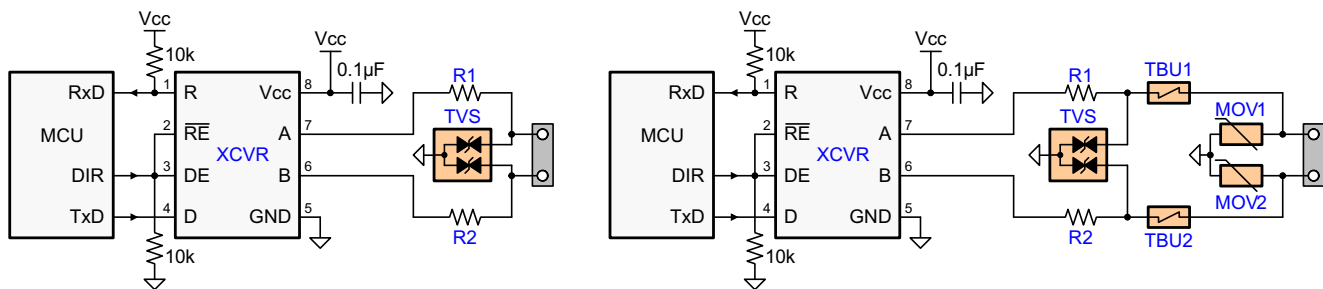 Vcc
10k
RxD
MCU
DIR
TxD
1
R
2
RE
3
DE
4
D
10k
XCVR
Vcc
0.1μF
8
Vcc
7
A
6
B
5
GND
R1
TVS
R2
Vcc
10k
RxD
MCU
DIR
TxD
1
R
2
RE
3
DE
4
D
10k
XCVR
Vcc
0.1μF
8
Vcc
7
A
6
B
5
GND
R1
TVS
R2
TBU1
MOV1
MOV2
TBU2